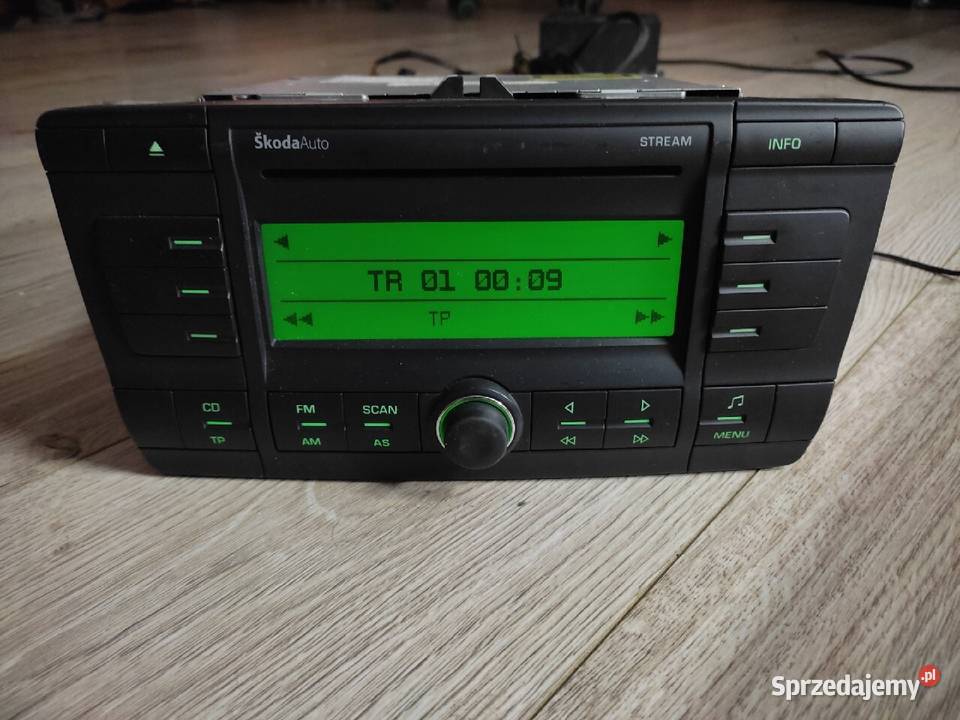 ŠkodaAuto
STREAM
INFO
TR 01 00:09
TP
CD
TP
FM
AM
SCAN
AS
MENU
Sprzedajemy.pl